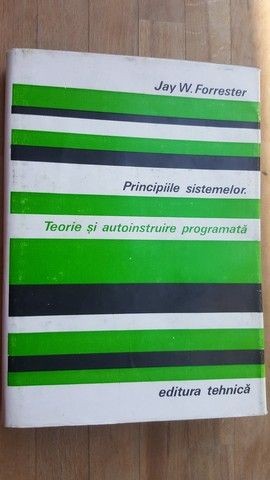 Jay W. Forrester
Principiile sistemelor.
Teorie și autoinstruire programată
editura tehnică